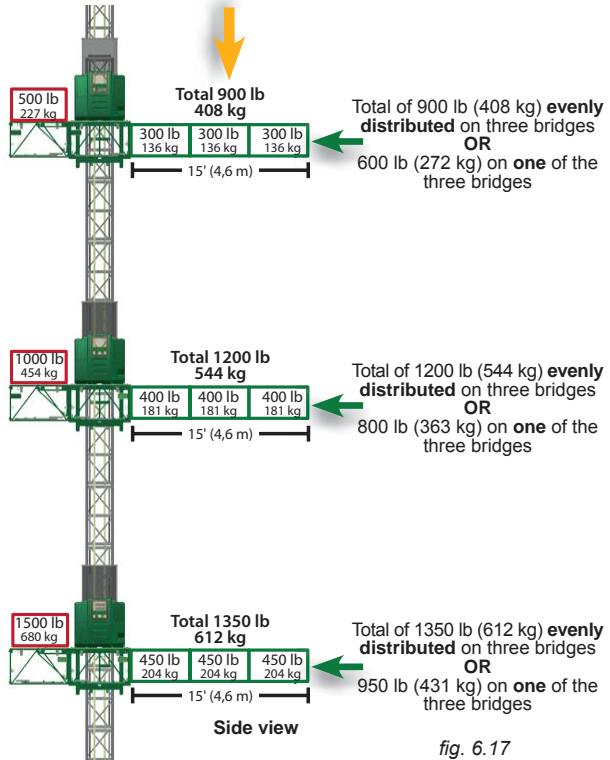 500 lb
227 kg
Total 900 lb
408 kg
300 lb 300 lb 300 lb
136 kg 136 kg 136 kg
15' (4,6 m)
Total of 900 lb (408 kg) evenly
distributed on three bridges
OR
600 lb (272 kg) on one of the
three bridges
1000 lb
454 kg
Total 1200 lb
544 kg
400 lb 400 lb 400 lb
181 kg 181 kg 181 kg
15' (4,6 m)
Total of 1200 lb (544 kg) evenly
distributed on three bridges
OR
800 lb (363 kg) on one of the
three bridges
1500 lb
680 kg
Total 1350 lb
612 kg
450 lb 450 lb 450 lb
204 kg 204 kg 204 kg
15' (4,6 m)
Total of 1350 lb (612 kg) evenly
distributed on three bridges
OR
950 lb (431 kg) on one of the
three bridges
Side view
fig. 6.17